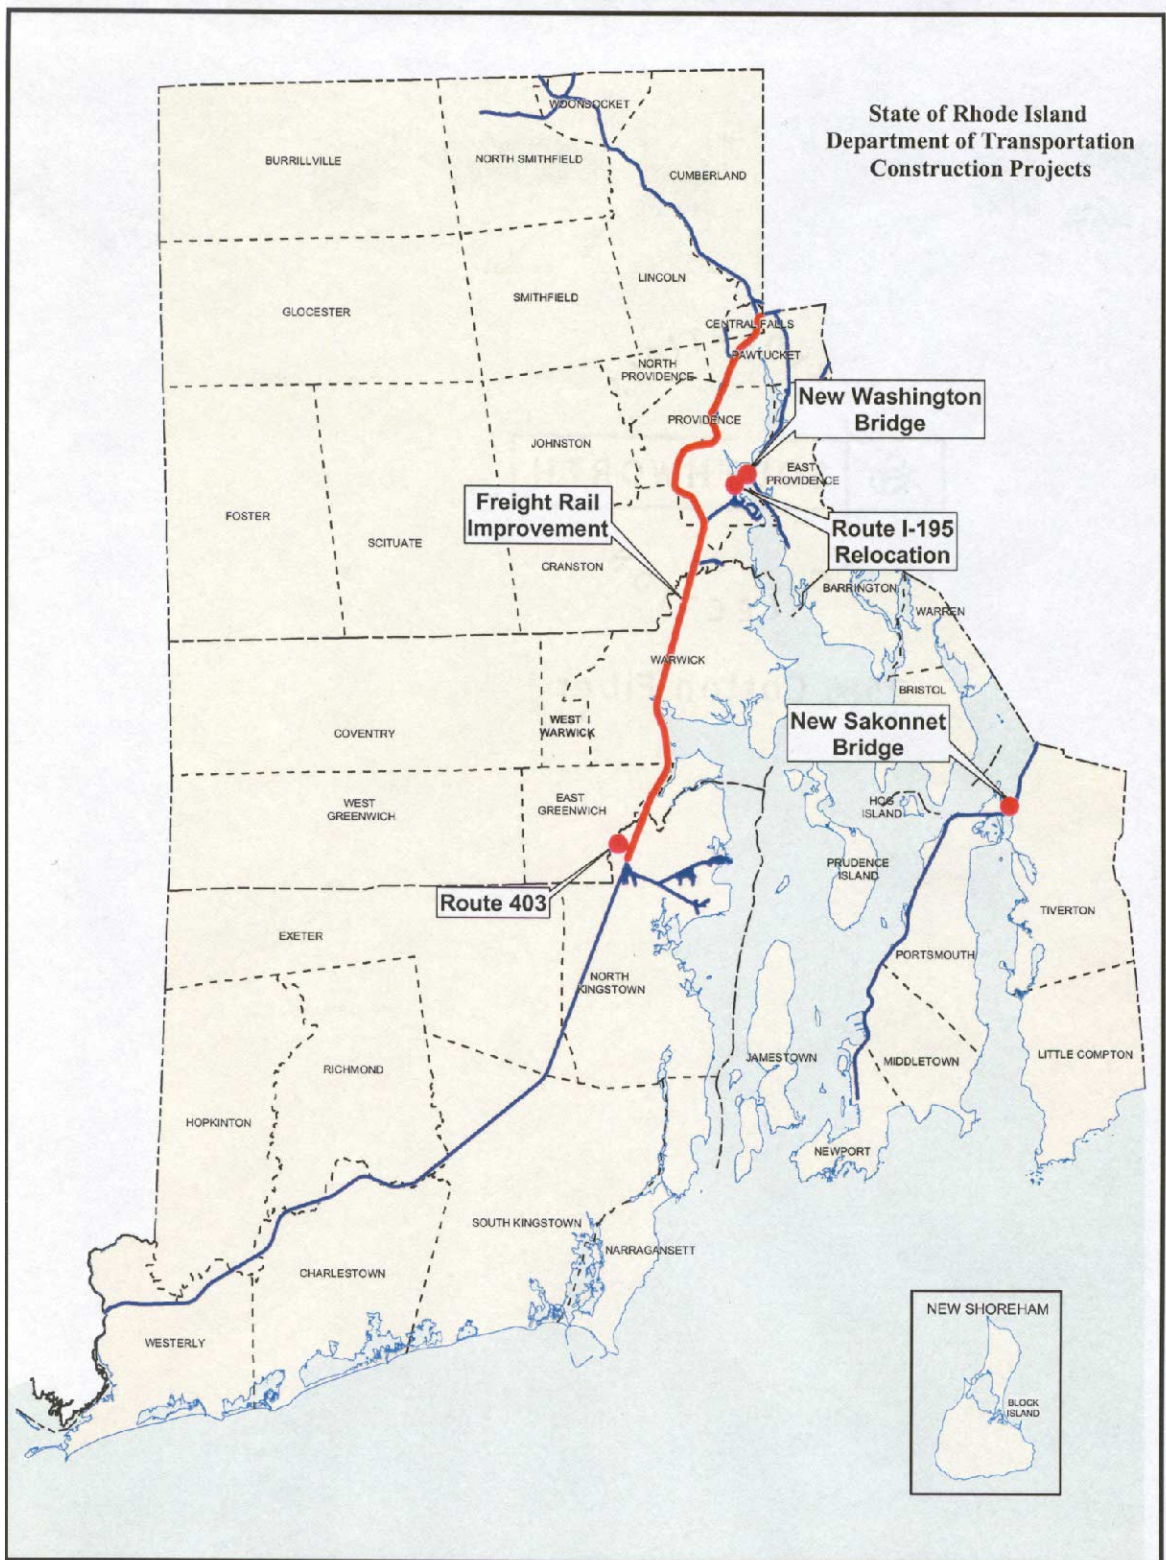 State of Rhode Island
Department of Transportation
Construction Projects
WOONSOCKET
BURRILLVILLE
NORTH SMITHFIELD
CUMBERLAND
LINCOLN
SMITHFIELD
GLOCESTER
CENTRAL FALLS
PAWTUCKET
NORTH
PROVIDENCE
New Washington
Bridge
PROVIDENCE
JOHNSTON
EAST
PROVIDENCE
Freight Rail
Improvement
FOSTER
SCITUATE
Route I-195
Relocation
CRANSTON
BARRINGTON
WARREN
WARWICK
BRISTOL
WEST
WARWICK
COVENTRY
New Sakonnet
Bridge
WEST
GREENWICH
EAST
GREENWICH
HOG
ISLAND
PRUDENCE
ISLAND
Route 403
TIVERTON
EXETER
PORTSMOUTH
NORTH
KINGSTOWN
JAMESTOWN
MIDDLETOWN
LITTLE COMPTON
RICHMOND
HOPKINTON
NEWPORT
SOUTH KINGSTOWN
NARRAGANSETT
CHARLESTOWN
WESTERLY
NEW SHOREHAM
BLOCK
ISLAND